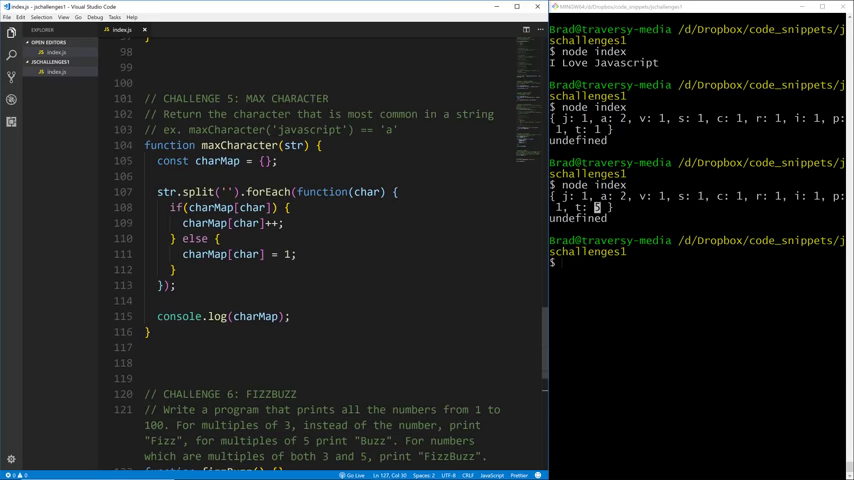 index.js - jschallenges1 - Visual Studio Code
File Edit Selection View Go Debug Tasks Help
EXPLORER
OPEN EDITORS
index.js
JSCHALLENGES1
index.js
index.js
98 }
99
100
101 // CHALLENGE 5: MAX CHARACTER
102 // Return the character that is most common in a string
103 // ex. maxCharacter('javascript') == 'a'
104 function maxCharacter(str) {
105 const charMap = {};
106
107 str.split('').forEach(function(char) {
108 if(charMap[char]) {
109 charMap[char]++;
110 } else {
111 charMap[char] = 1;
112 }
113 });
114
115 console.log(charMap);
116 }
117
118
119
120 // CHALLENGE 6: FIZZBUZZ
121 // Write a program that prints all the numbers from 1 to
100. For multiples of 3, instead of the number, print
"Fizz", for multiples of 5 print "Buzz". For numbers
which are multiples of both 3 and 5, print "FizzBuzz".
122 function fizzBuzz() {}
0 0 Go Live Ln 127, Col 30 Spaces: 2 UTF-8 CRLF JavaScript Prettier
MINGW64:/d/Dropbox/code_snippets/jschallenges1
Brad@traversy-media /d/Dropbox/code_snippets/j
schallenges1
$ node index
I Love Javascript
Brad@traversy-media /d/Dropbox/code_snippets/j
schallenges1
$ node index
{ j: 1, a: 2, v: 1, s: 1, c: 1, r: 1, i: 1, p:
1, t: 1 }
undefined
Brad@traversy-media /d/Dropbox/code_snippets/j
schallenges1
$ node index
{ j: 1, a: 2, v: 1, s: 1, c: 1, r: 1, i: 1, p:
1, t: 5 }
undefined
Brad@traversy-media /d/Dropbox/code_snippets/j
schallenges1
$